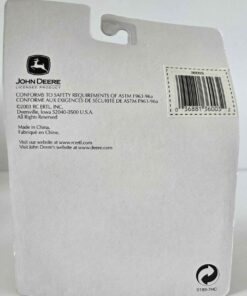 JOHN DEERE
LICENSED PRODUCT
CONFORMS TO SAFETY REQUIREMENTS OF ASTM F963-96a
CONFORME AUX EXIGENCES DE SÉCURITÉ DE ASTM F963-96a
©2003 RC ERTL, INC.
Dyersville, Iowa 52040-3500 U.S.A.
All Rights Reserved
Made in China.
Fabriqué en Chine.
Visit our website at www.rcertl.com
Visit John Deere's website at www.deere.com